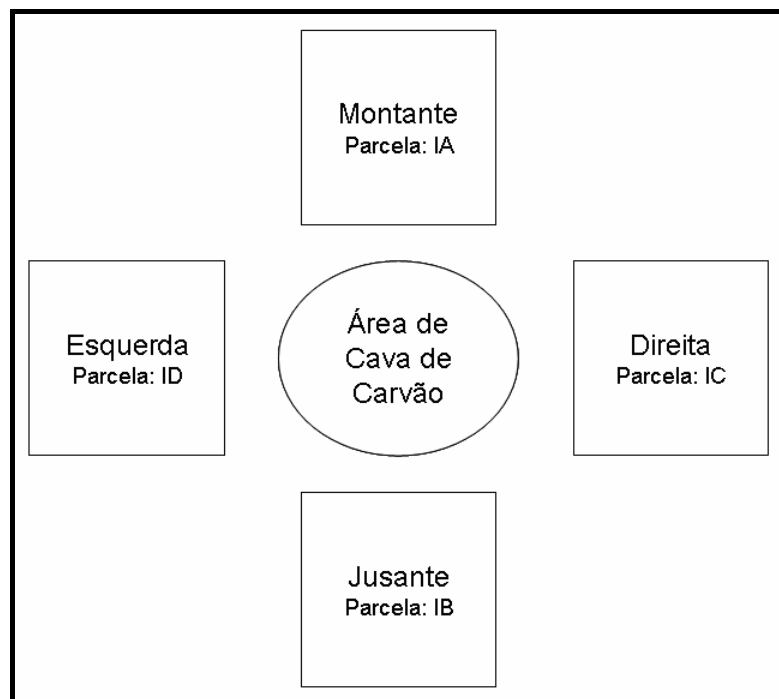 Montante
Parcela: IA
Esquerda
Parcela: ID
Área de
Cava de
Carvão
Direita
Parcela: IC
Jusante
Parcela: IB